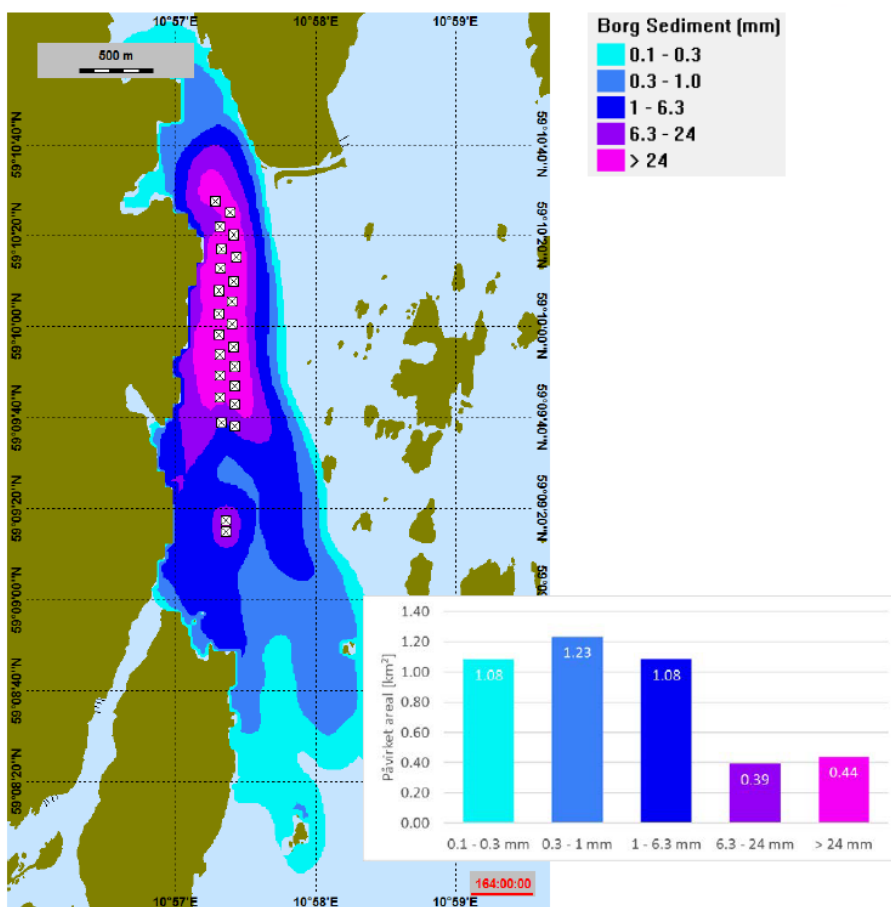 10°57'E 10°58'E 10°59'E
500 m
Borg Sediment (mm)
0.1 - 0.3
0.3 - 1.0
1 - 6.3
6.3 - 24
> 24
59°10'40"N 59°10'40"N
59°10'20"N 59°10'20"N
59°10'00"N 59°10'00"N
59°09'40"N 59°09'40"N
59°09'20"N 59°09'20"N
59°09'00"N
59°08'40"N
59°08'20"N
Påvirket areal [km²]
1.40
1.20
1.00
0.80
0.60
0.40
0.20
0.00
1.08 1.23 1.08 0.39 0.44
0.1 - 0.3 mm 0.3 - 1 mm 1 - 6.3 mm 6.3 - 24 mm > 24 mm
164:00:00
10°57'E 10°58'E 10°59'E